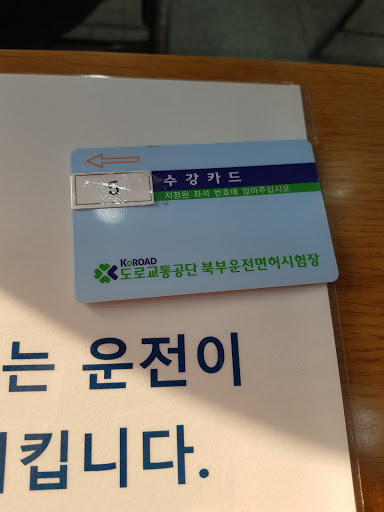 5
수강카드
지정된 좌석 번호에 앉아주십시오
KoROAD
도로교통공단 북부운전면허시험장
는 운전이
킵니다.